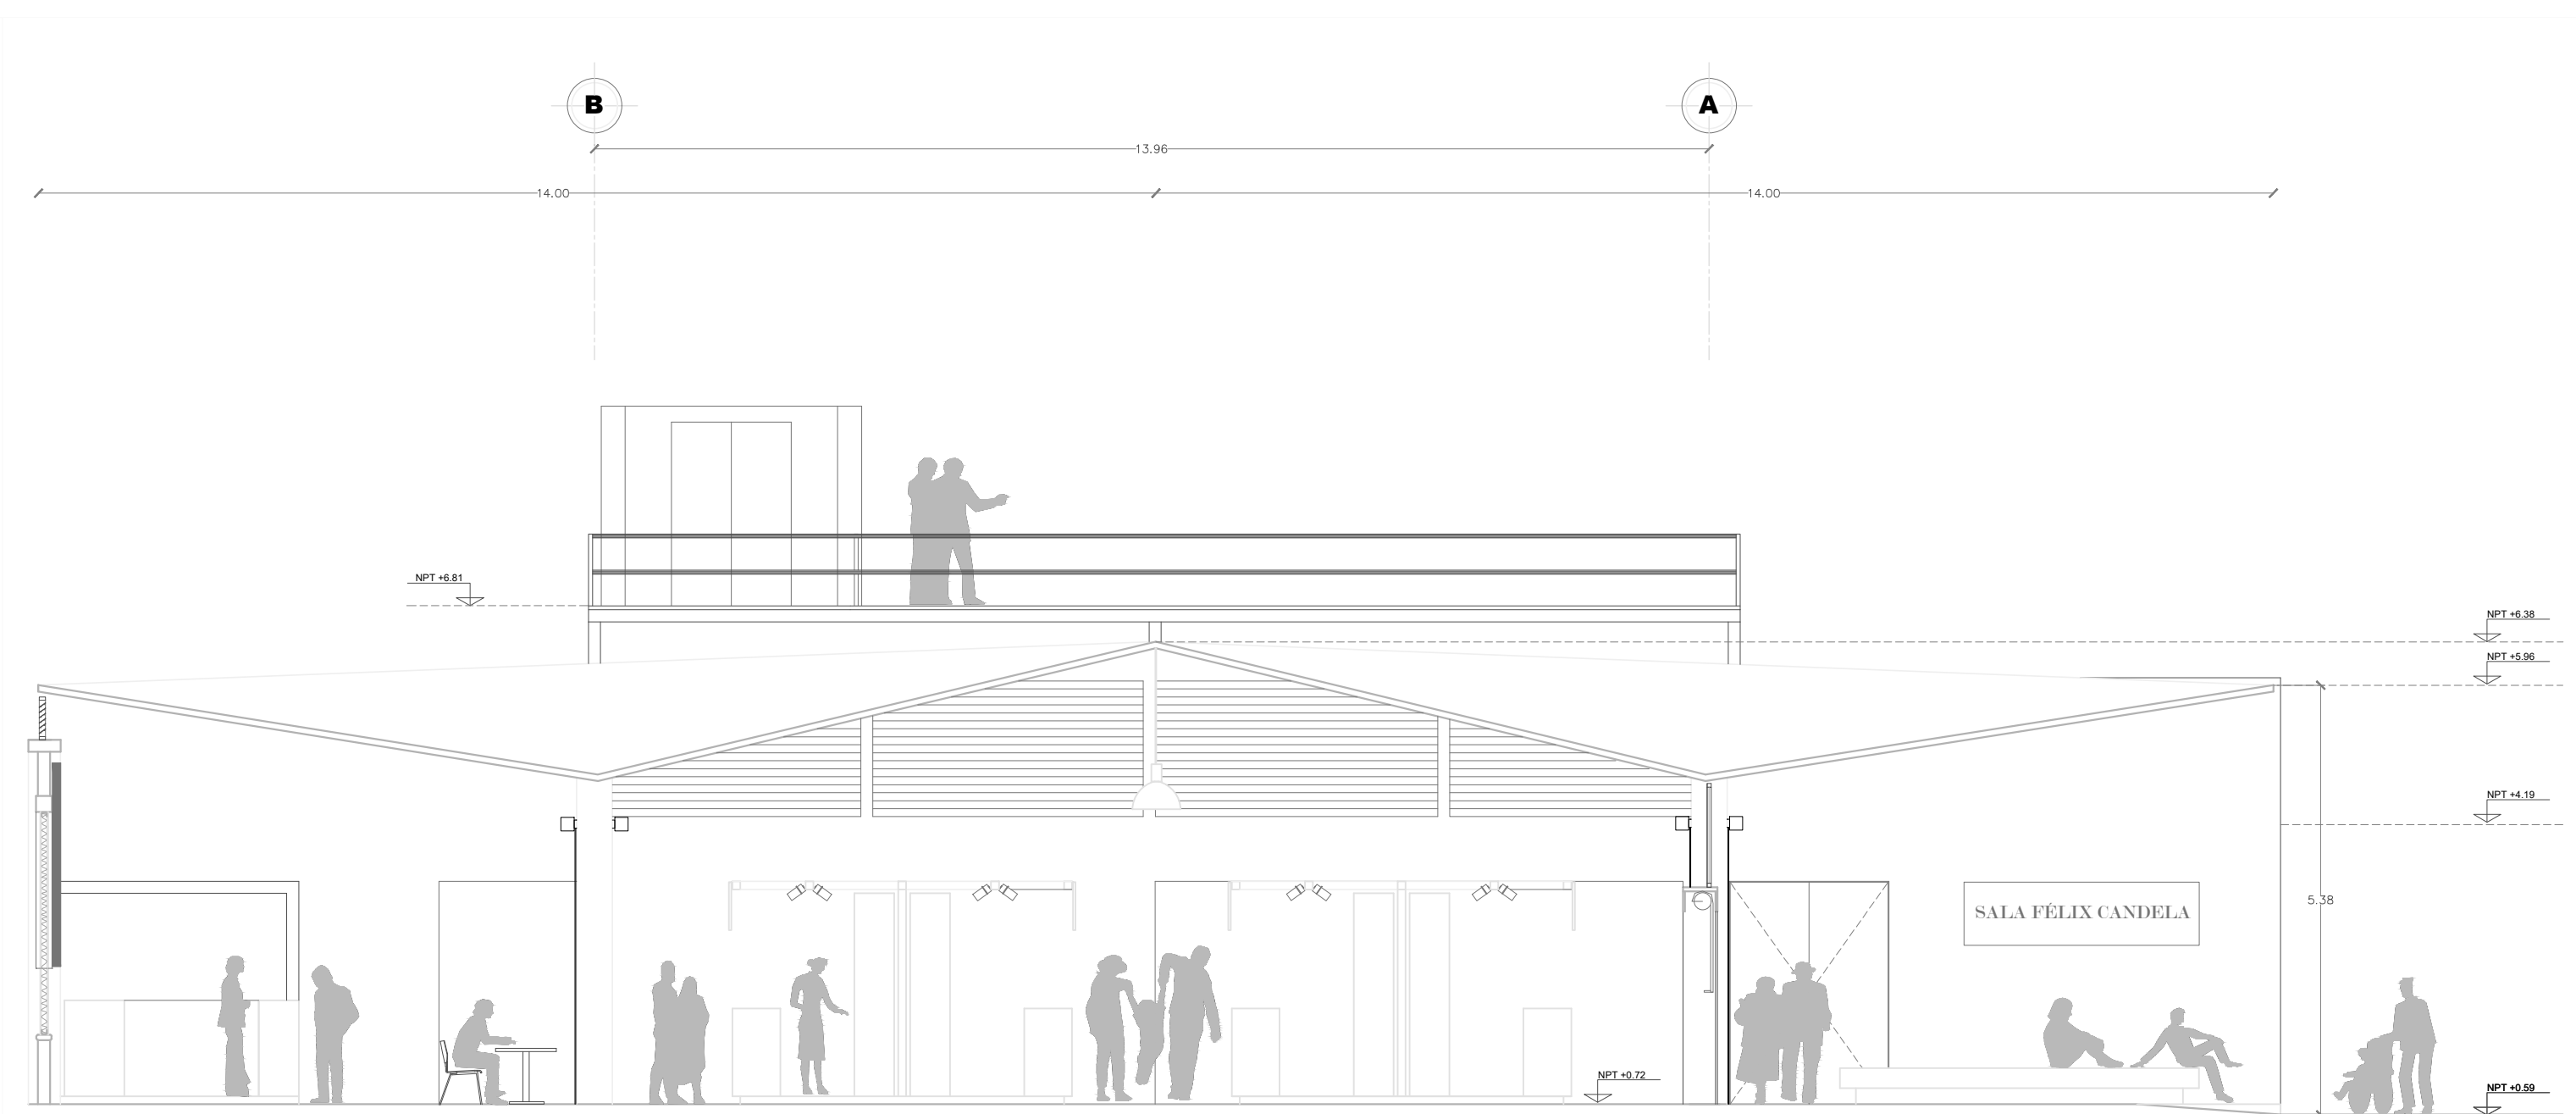 B
A
13.96
14.00
14.00
NPT +6.81
NPT +6.38
NPT +5.96
NPT +4.19
5.38
SALA FÉLIX CANDELA
NPT +0.72
NPT +0.59